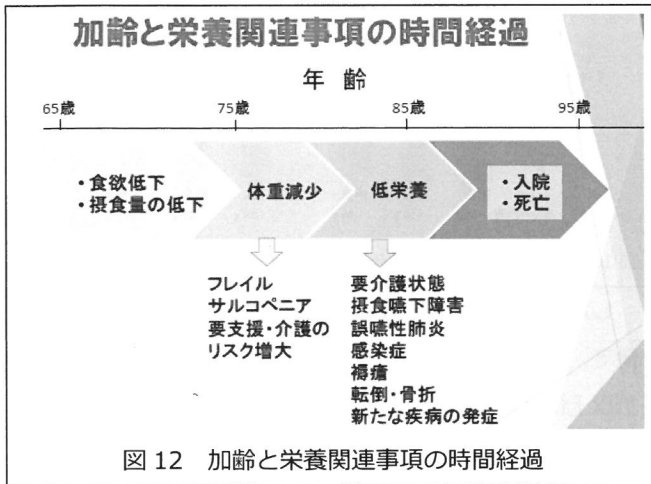 加齢と栄養関連事項の時間経過
年 齢
65歳 75歳 85歳 95歳
・食欲低下
・摂食量の低下
体重減少
低栄養
・入院
・死亡
フレイル
サルコペニア
要支援・介護の
リスク増大
要介護状態
摂食嚥下障害
誤嚥性肺炎
感染症
褥瘡
転倒・骨折
新たな疾病の発症
図 12 加齢と栄養関連事項の時間経過